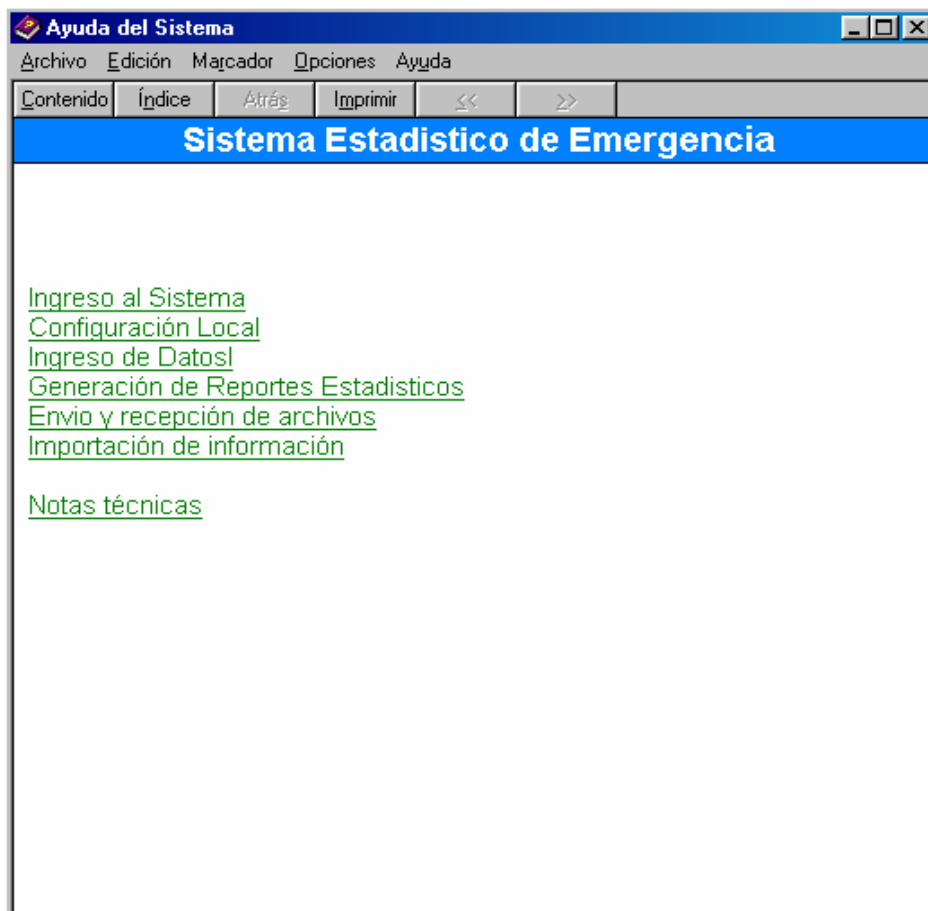 Ayuda del Sistema
Archivo Edición Marcador Opciones Ayuda
Contenido Índice Atrás Imprimir << >>
Sistema Estadistico de Emergencia
Ingreso al Sistema
Configuración Local
Ingreso de Datosl
Generación de Reportes Estadisticos
Envio y recepción de archivos
Importación de información
Notas técnicas